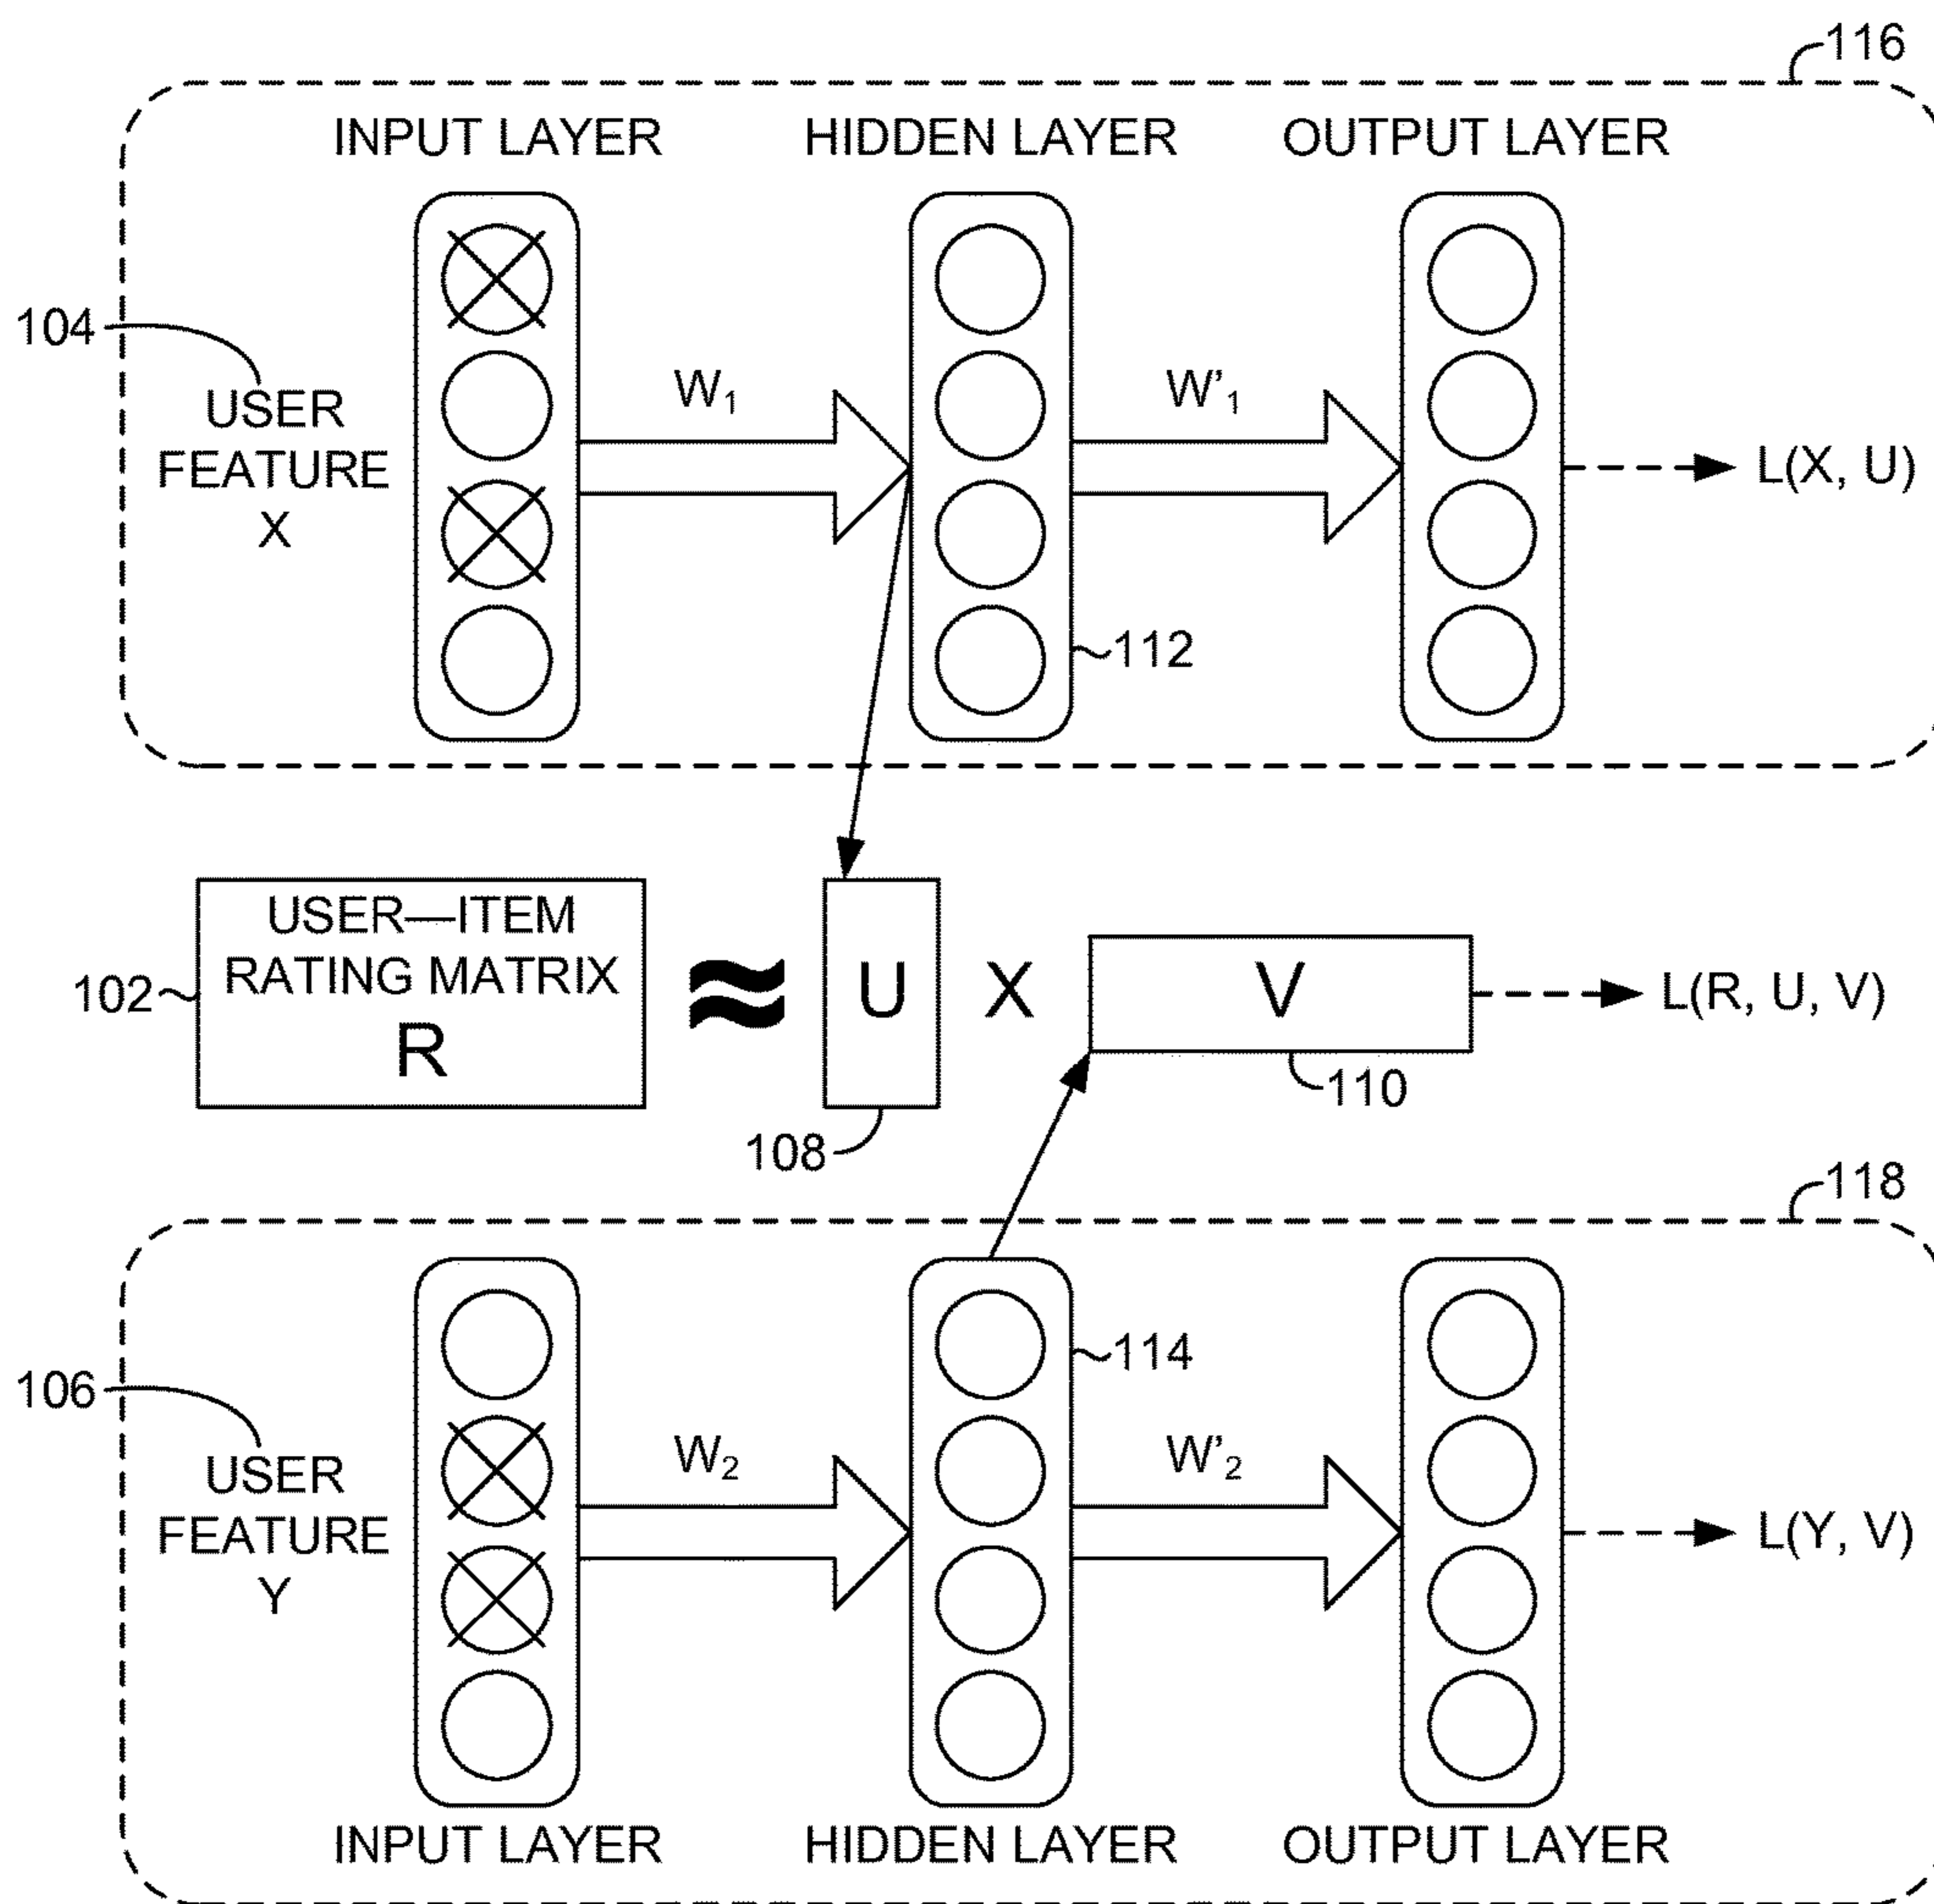 116
INPUT LAYER HIDDEN LAYER OUTPUT LAYER
104
USER
FEATURE
X
W₁
W'₁
L(X, U)
112
USER—ITEM
RATING MATRIX
R
102
≈
U
X
V
L(R, U, V)
110
108
118
106
USER
FEATURE
Y
W₂
W'₂
114
L(Y, V)
INPUT LAYER HIDDEN LAYER OUTPUT LAYER